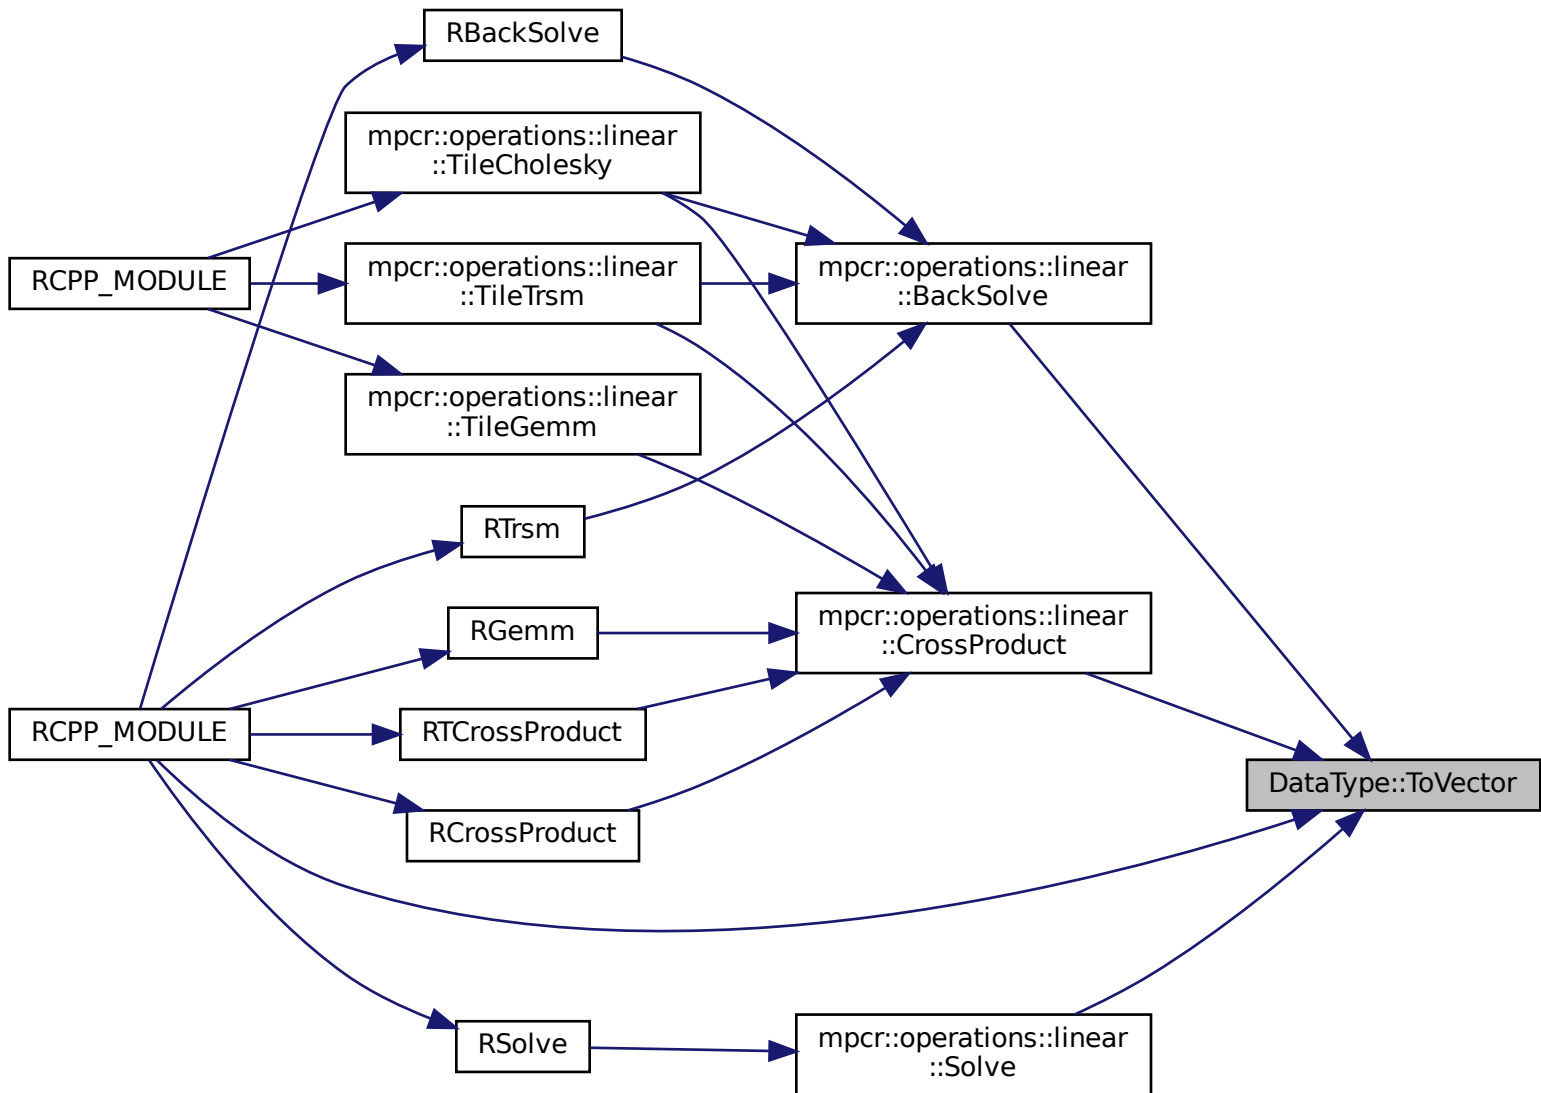 RBackSolve
mpcr::operations::linear
::TileCholesky
mpcr::operations::linear
::BackSolve
RCPP_MODULE
mpcr::operations::linear
::TileTrsm
mpcr::operations::linear
::TileGemm
RTrsm
mpcr::operations::linear
::CrossProduct
RGemm
RCPP_MODULE
RTCrossProduct
DataType::ToVector
RCrossProduct
RSolve
mpcr::operations::linear
::Solve